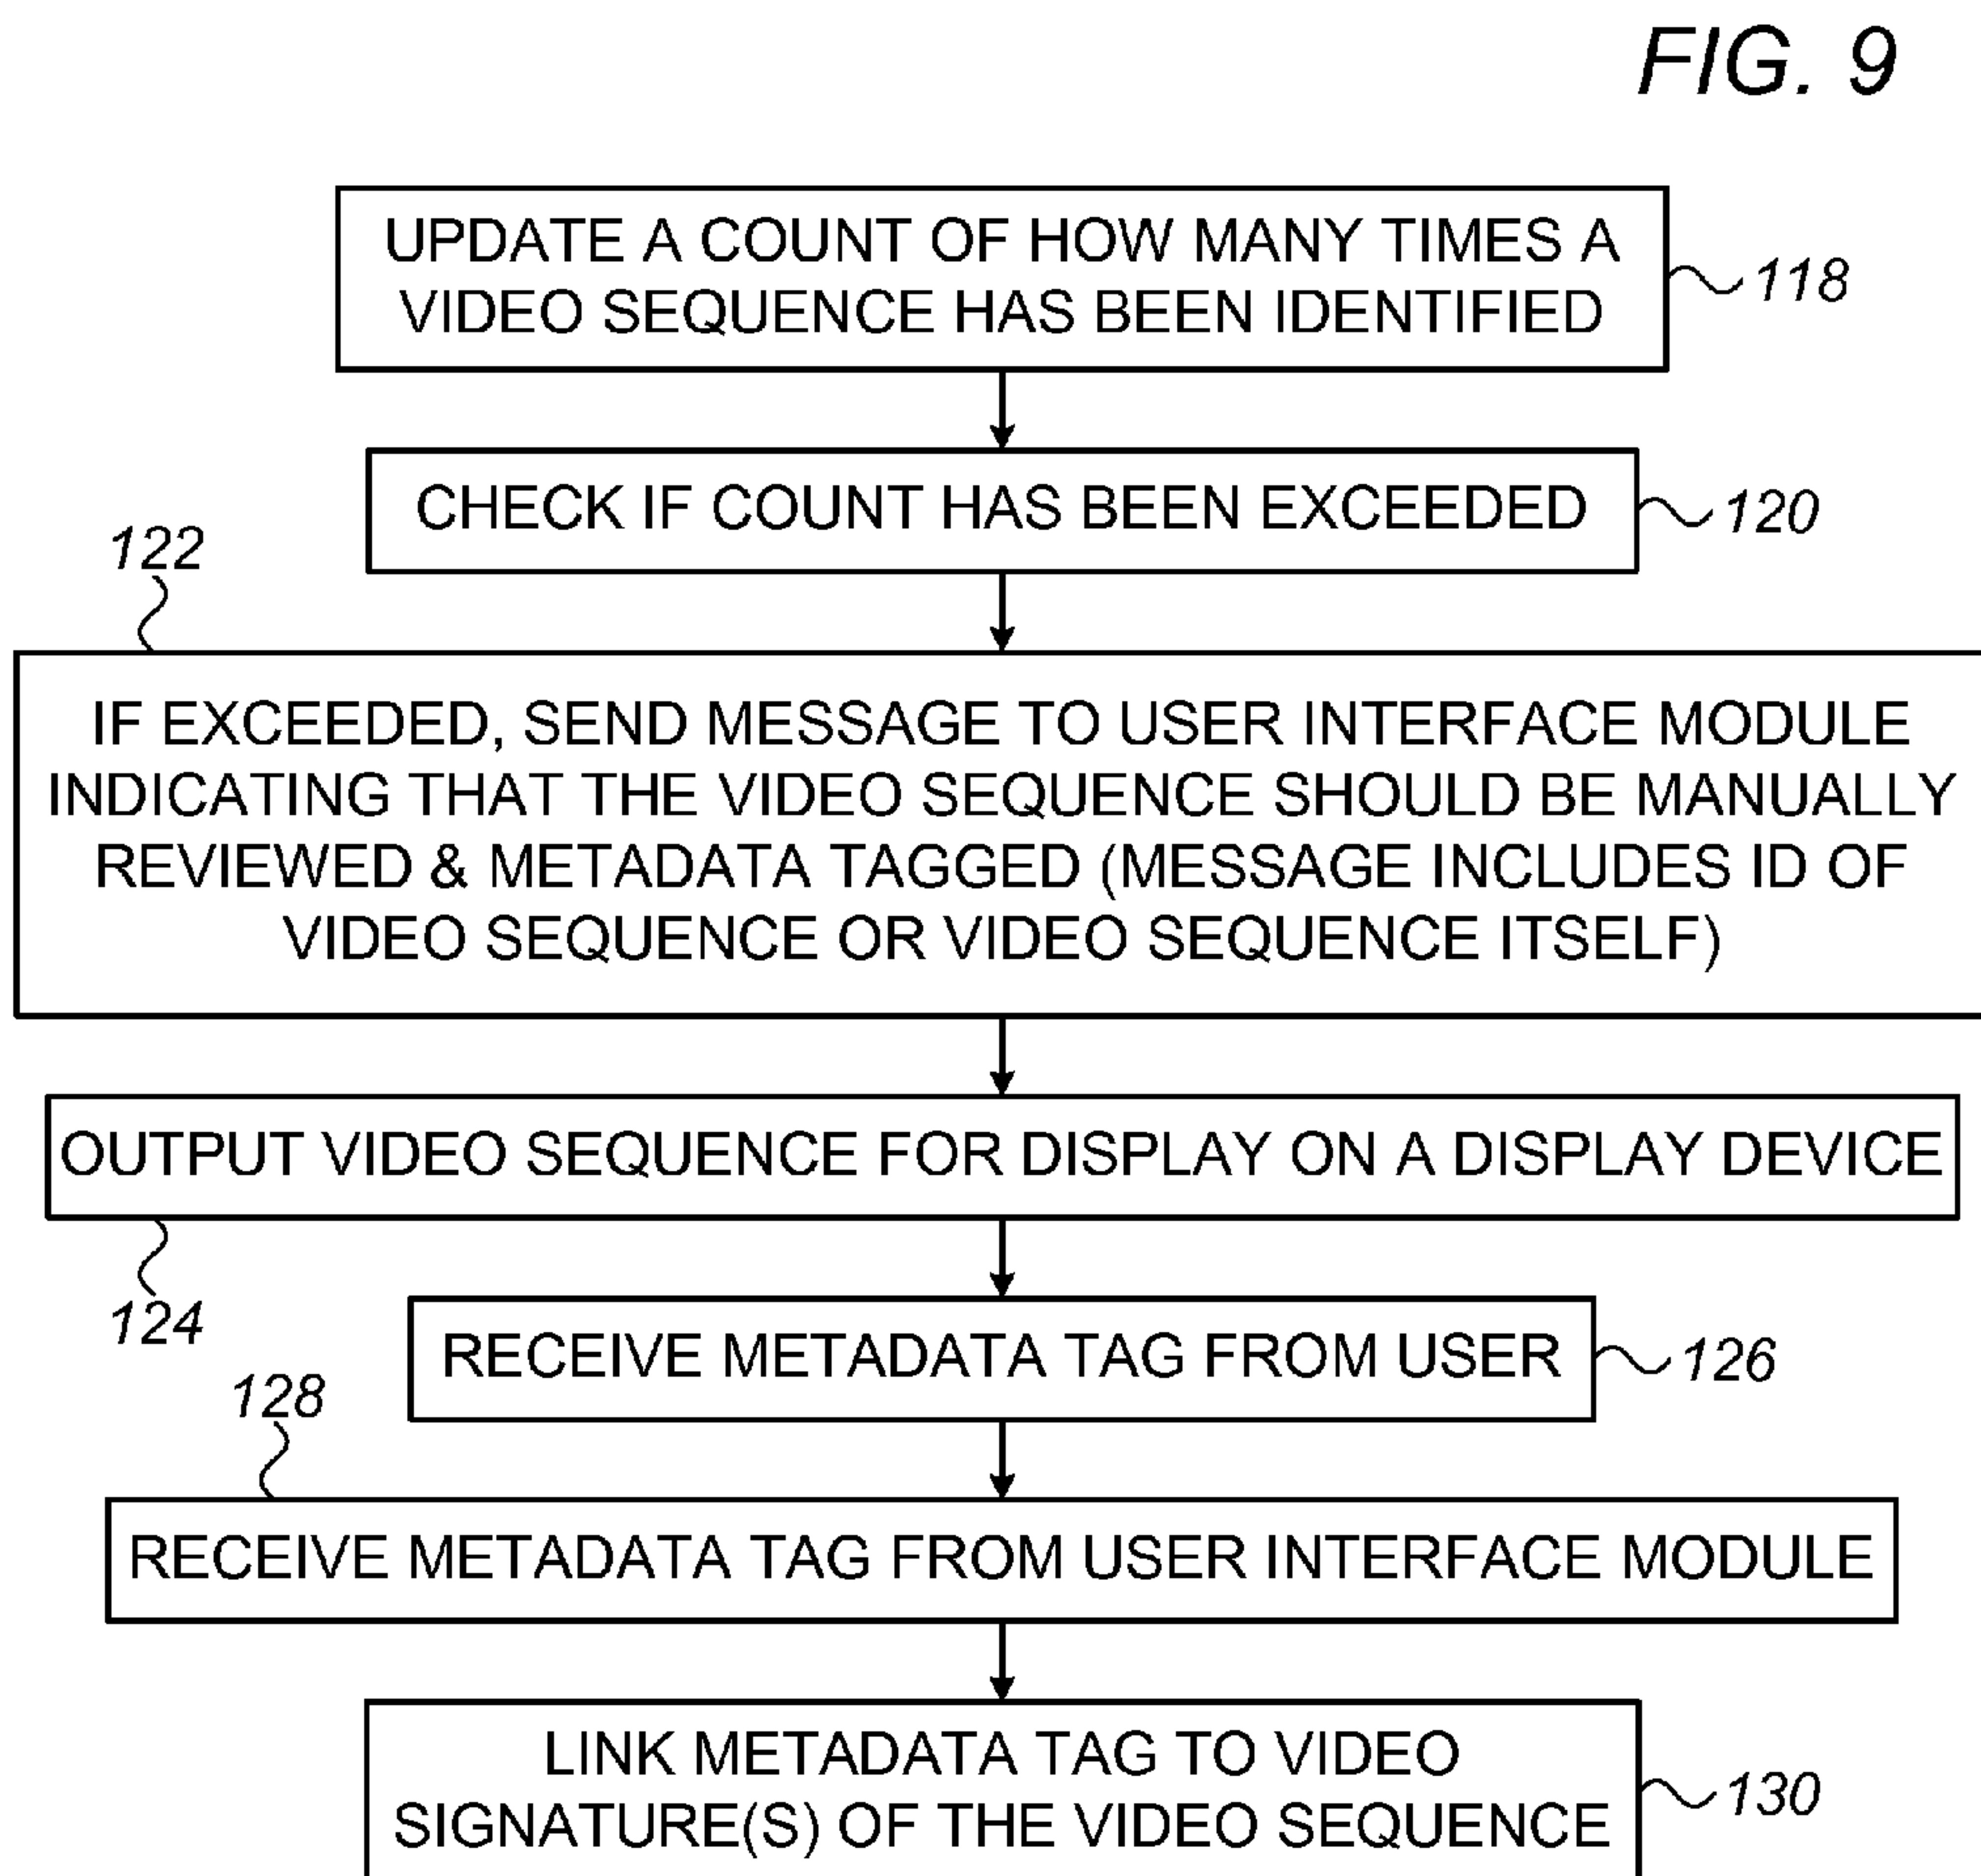 FIG. 9
UPDATE A COUNT OF HOW MANY TIMES A
VIDEO SEQUENCE HAS BEEN IDENTIFIED
118
CHECK IF COUNT HAS BEEN EXCEEDED
120
122
IF EXCEEDED, SEND MESSAGE TO USER INTERFACE MODULE
INDICATING THAT THE VIDEO SEQUENCE SHOULD BE MANUALLY
REVIEWED & METADATA TAGGED (MESSAGE INCLUDES ID OF
VIDEO SEQUENCE OR VIDEO SEQUENCE ITSELF)
OUTPUT VIDEO SEQUENCE FOR DISPLAY ON A DISPLAY DEVICE
124
RECEIVE METADATA TAG FROM USER
126
128
RECEIVE METADATA TAG FROM USER INTERFACE MODULE
LINK METADATA TAG TO VIDEO
SIGNATURE(S) OF THE VIDEO SEQUENCE
130